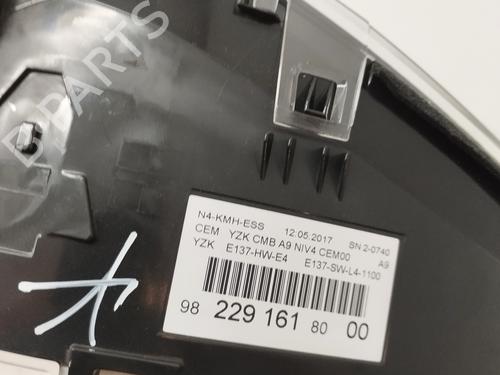 B-PARTS
N4-KMH-ESS 12.05.2017 SN 2-0740
CEM YZK CMB A9 NIV4 CEM00 A9
YZK E137-HW-E4 E137-SW-L4-1100
98 229 161 80 00